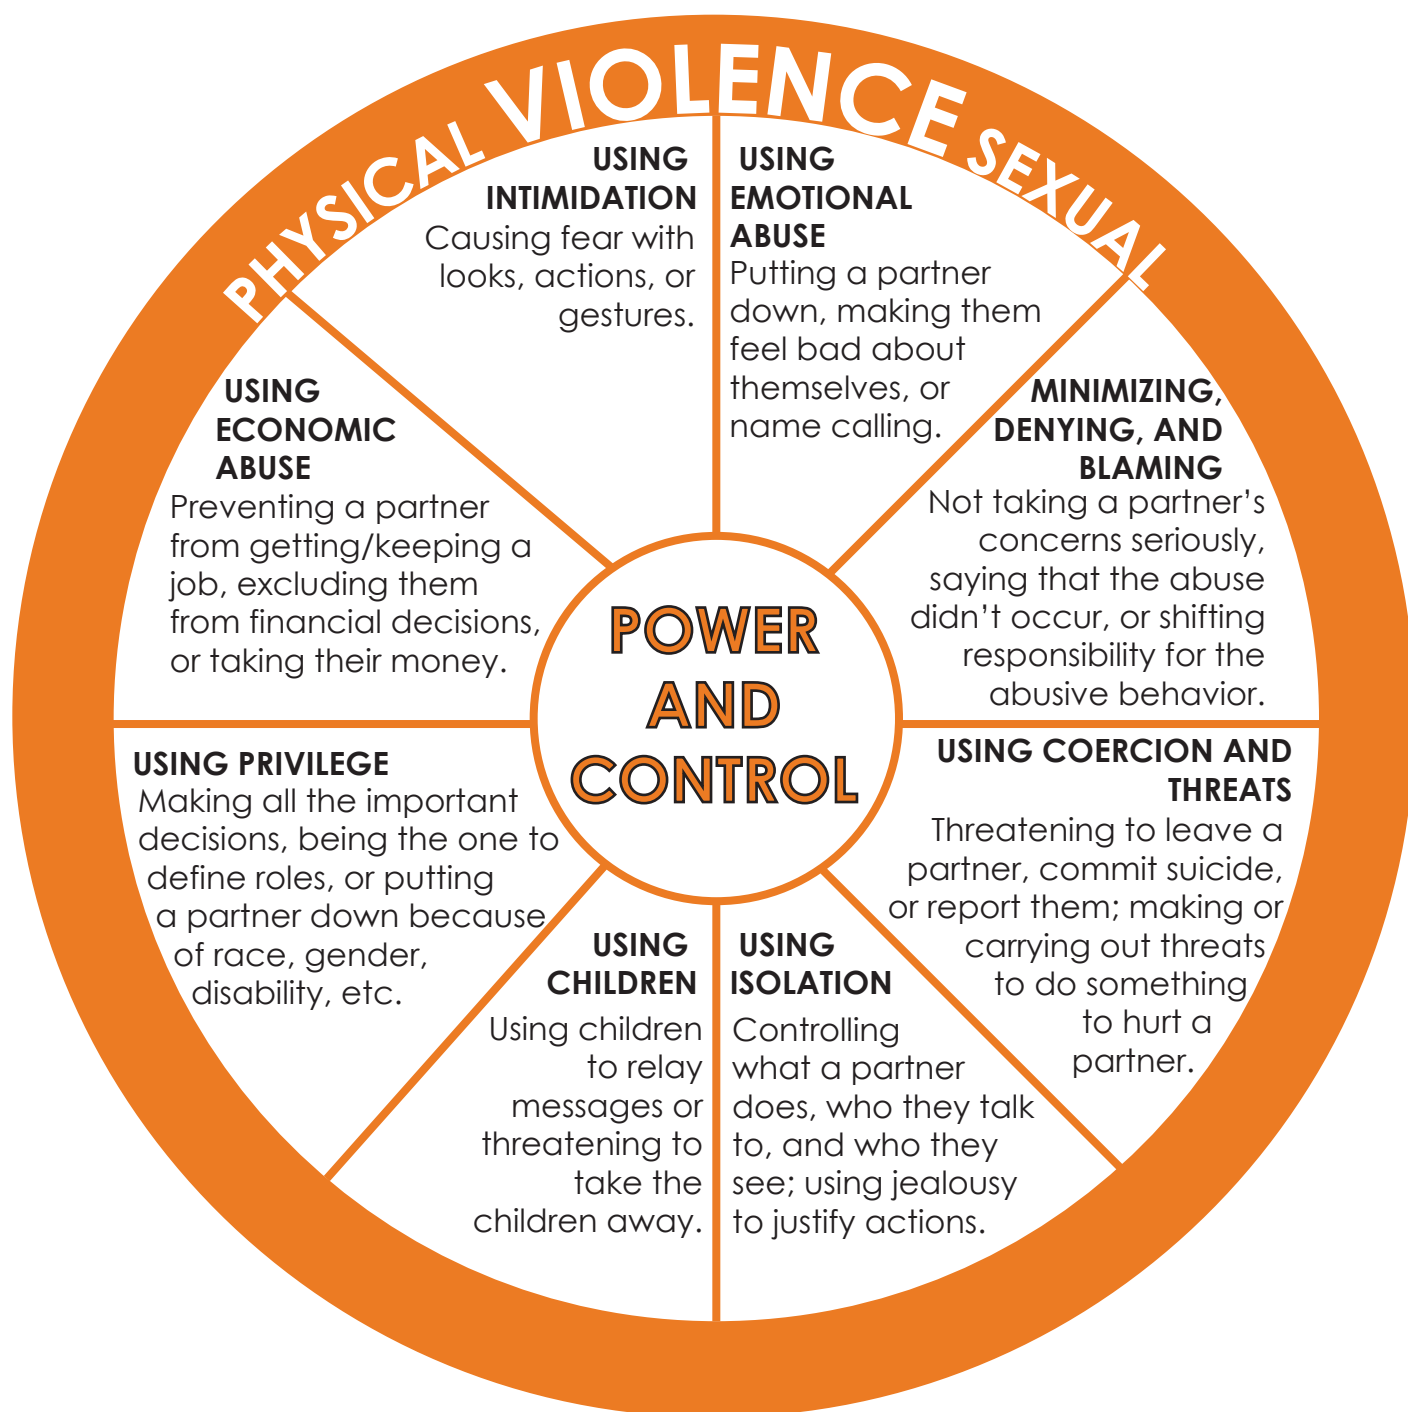 PHYSICAL VIOLENCE SEXUAL
USING
INTIMIDATION
Causing fear with
looks, actions, or
gestures.
USING
EMOTIONAL
ABUSE
Putting a partner
down, making them
feel bad about
themselves, or
name calling.
MINIMIZING,
DENYING, AND
BLAMING
Not taking a partner’s
concerns seriously,
saying that the abuse
didn’t occur, or shifting
responsibility for the
abusive behavior.
USING COERCION AND
THREATS
Threatening to leave a
partner, commit suicide,
or report them; making or
carrying out threats
to do something
to hurt a
partner.
USING
ISOLATION
Controlling
what a partner
does, who they talk
to, and who they
see; using jealousy
to justify actions.
USING
CHILDREN
Using children
to relay
messages or
threatening to
take the
children away.
USING PRIVILEGE
Making all the important
decisions, being the one to
define roles, or putting
a partner down because
of race, gender,
disability, etc.
USING
ECONOMIC
ABUSE
Preventing a partner
from getting/keeping a
job, excluding them
from financial decisions,
or taking their money.
POWER
AND
CONTROL